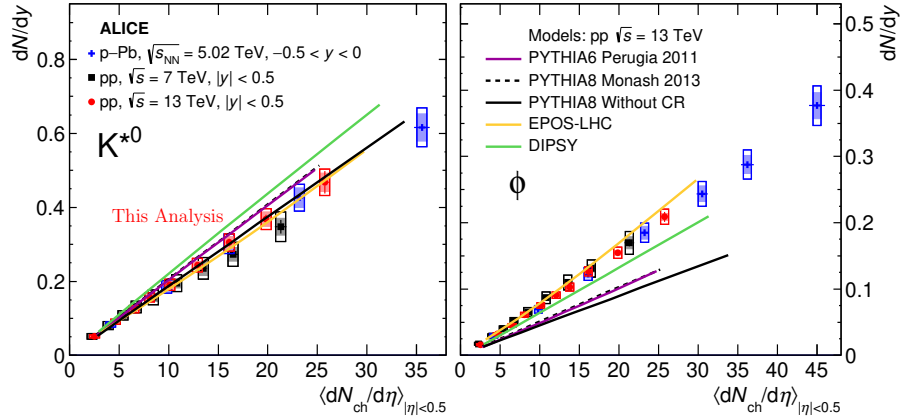 dN/dy
ALICE
p–Pb, √s_NN = 5.02 TeV, −0.5 < y < 0
pp, √s = 7 TeV, |y| < 0.5
pp, √s = 13 TeV, |y| < 0.5
K*0
This Analysis
0.8
0.6
0.4
0.2
0
0 5 10 15 20 25 30 35
⟨dN_ch/dη⟩_|η|<0.5
dN/dy
Models: pp √s = 13 TeV
PYTHIA6 Perugia 2011
PYTHIA8 Monash 2013
PYTHIA8 Without CR
EPOS-LHC
DIPSY
ϕ
0.5
0.4
0.3
0.2
0.1
0
5 10 15 20 25 30 35 40 45
⟨dN_ch/dη⟩_|η|<0.5